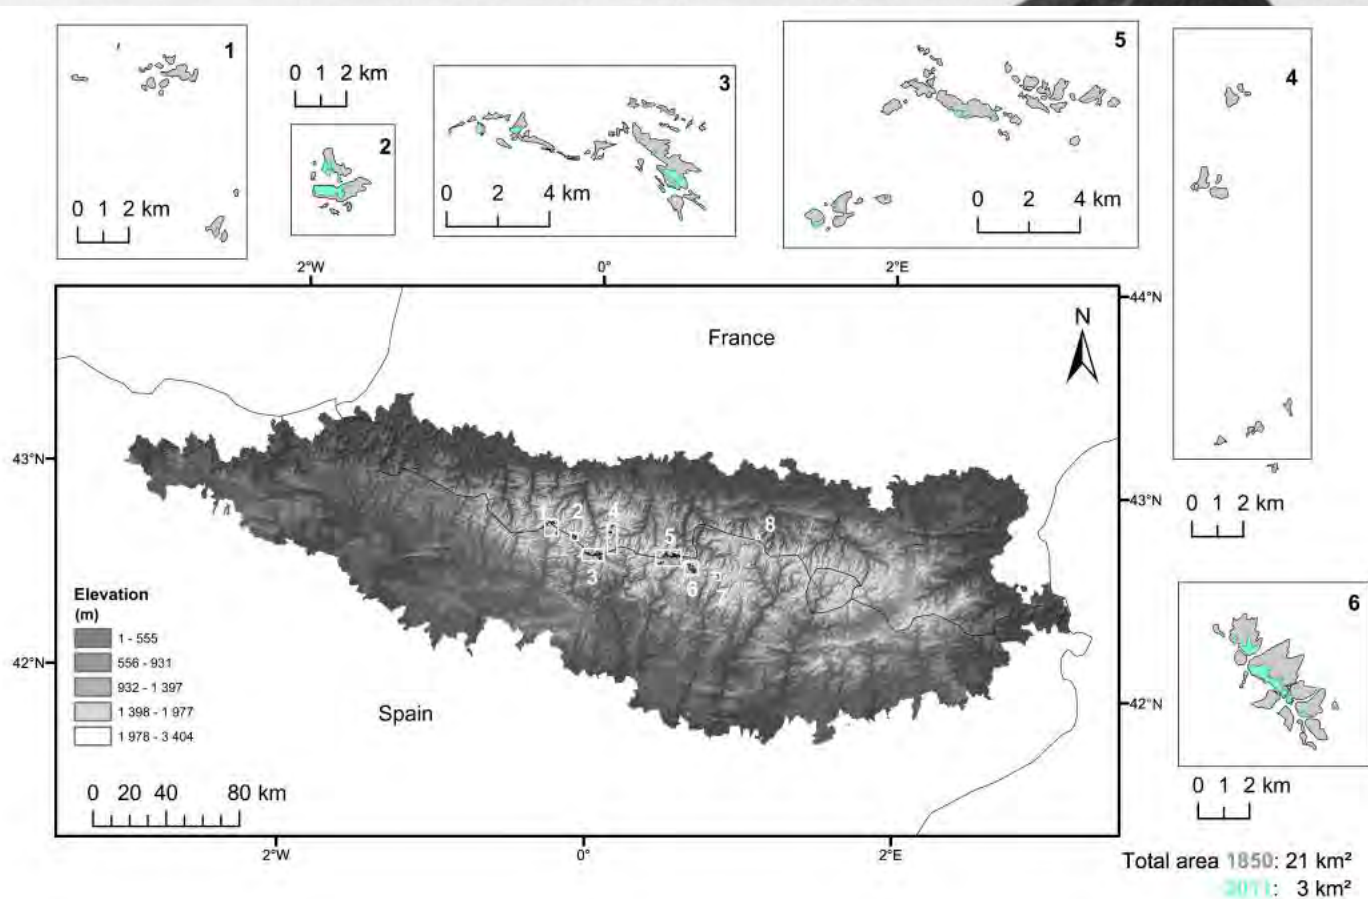 1
2
3
5
4
0 1 2 km
0 1 2 km
0 2 4 km
0 2 4 km
0 1 2 km
2°W 0° 2°E
44°N
France
N
43°N
43°N
1 2 4 5 8
3 6 7
Elevation
(m)
1 - 555
556 - 931
932 - 1 397
1 398 - 1 977
1 978 - 3 404
42°N
42°N
Spain
0 20 40 80 km
2°W 0° 2°E
6
0 1 2 km
Total area 1850: 21 km²
2011: 3 km²